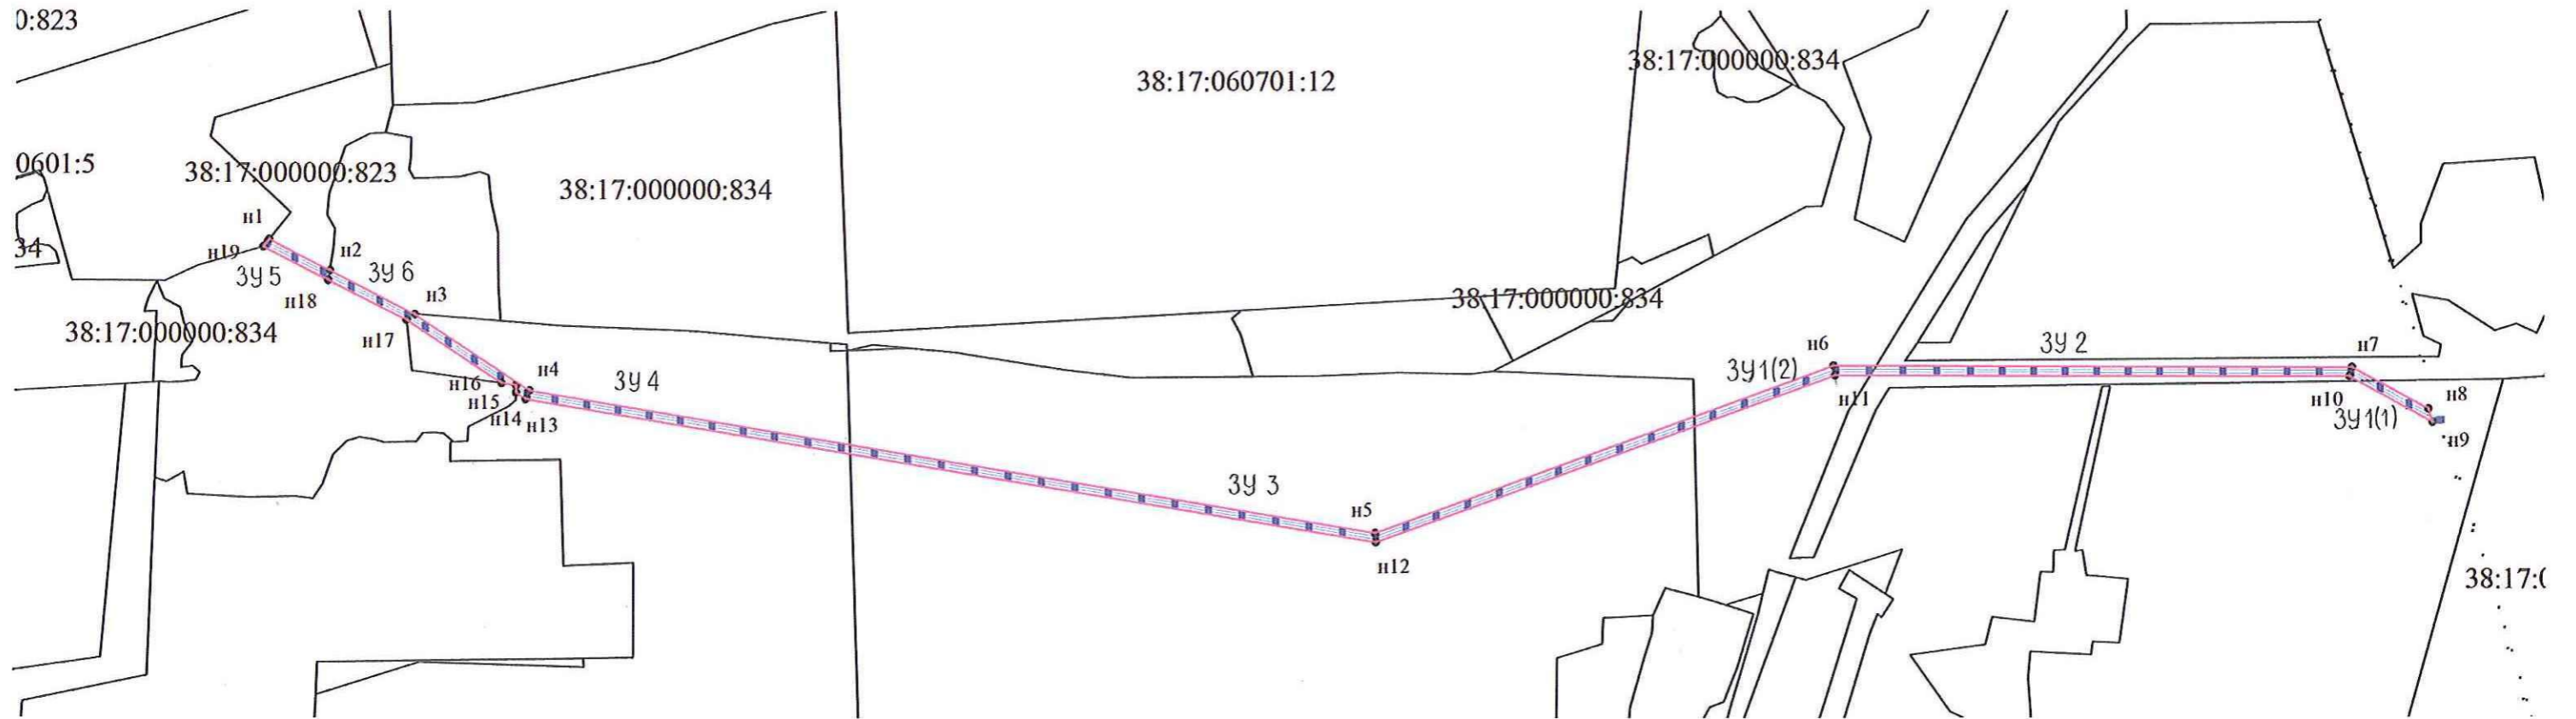 0:823
38:17:000000:834
38:17:060701:12
0601:5
38:17:000000:823
38:17:000000:834
н1
34
н19
н2
ЗУ 5
ЗУ 6
н18
н3
38:17:000000:834
38:17:000000:834
н17
н6
ЗУ 2
н7
н4
ЗУ 4
ЗУ1(2)
н16
н15
н11
н10
н8
н14
н13
ЗУ1(1)
н9
ЗУ 3
н5
н12
38:17:(